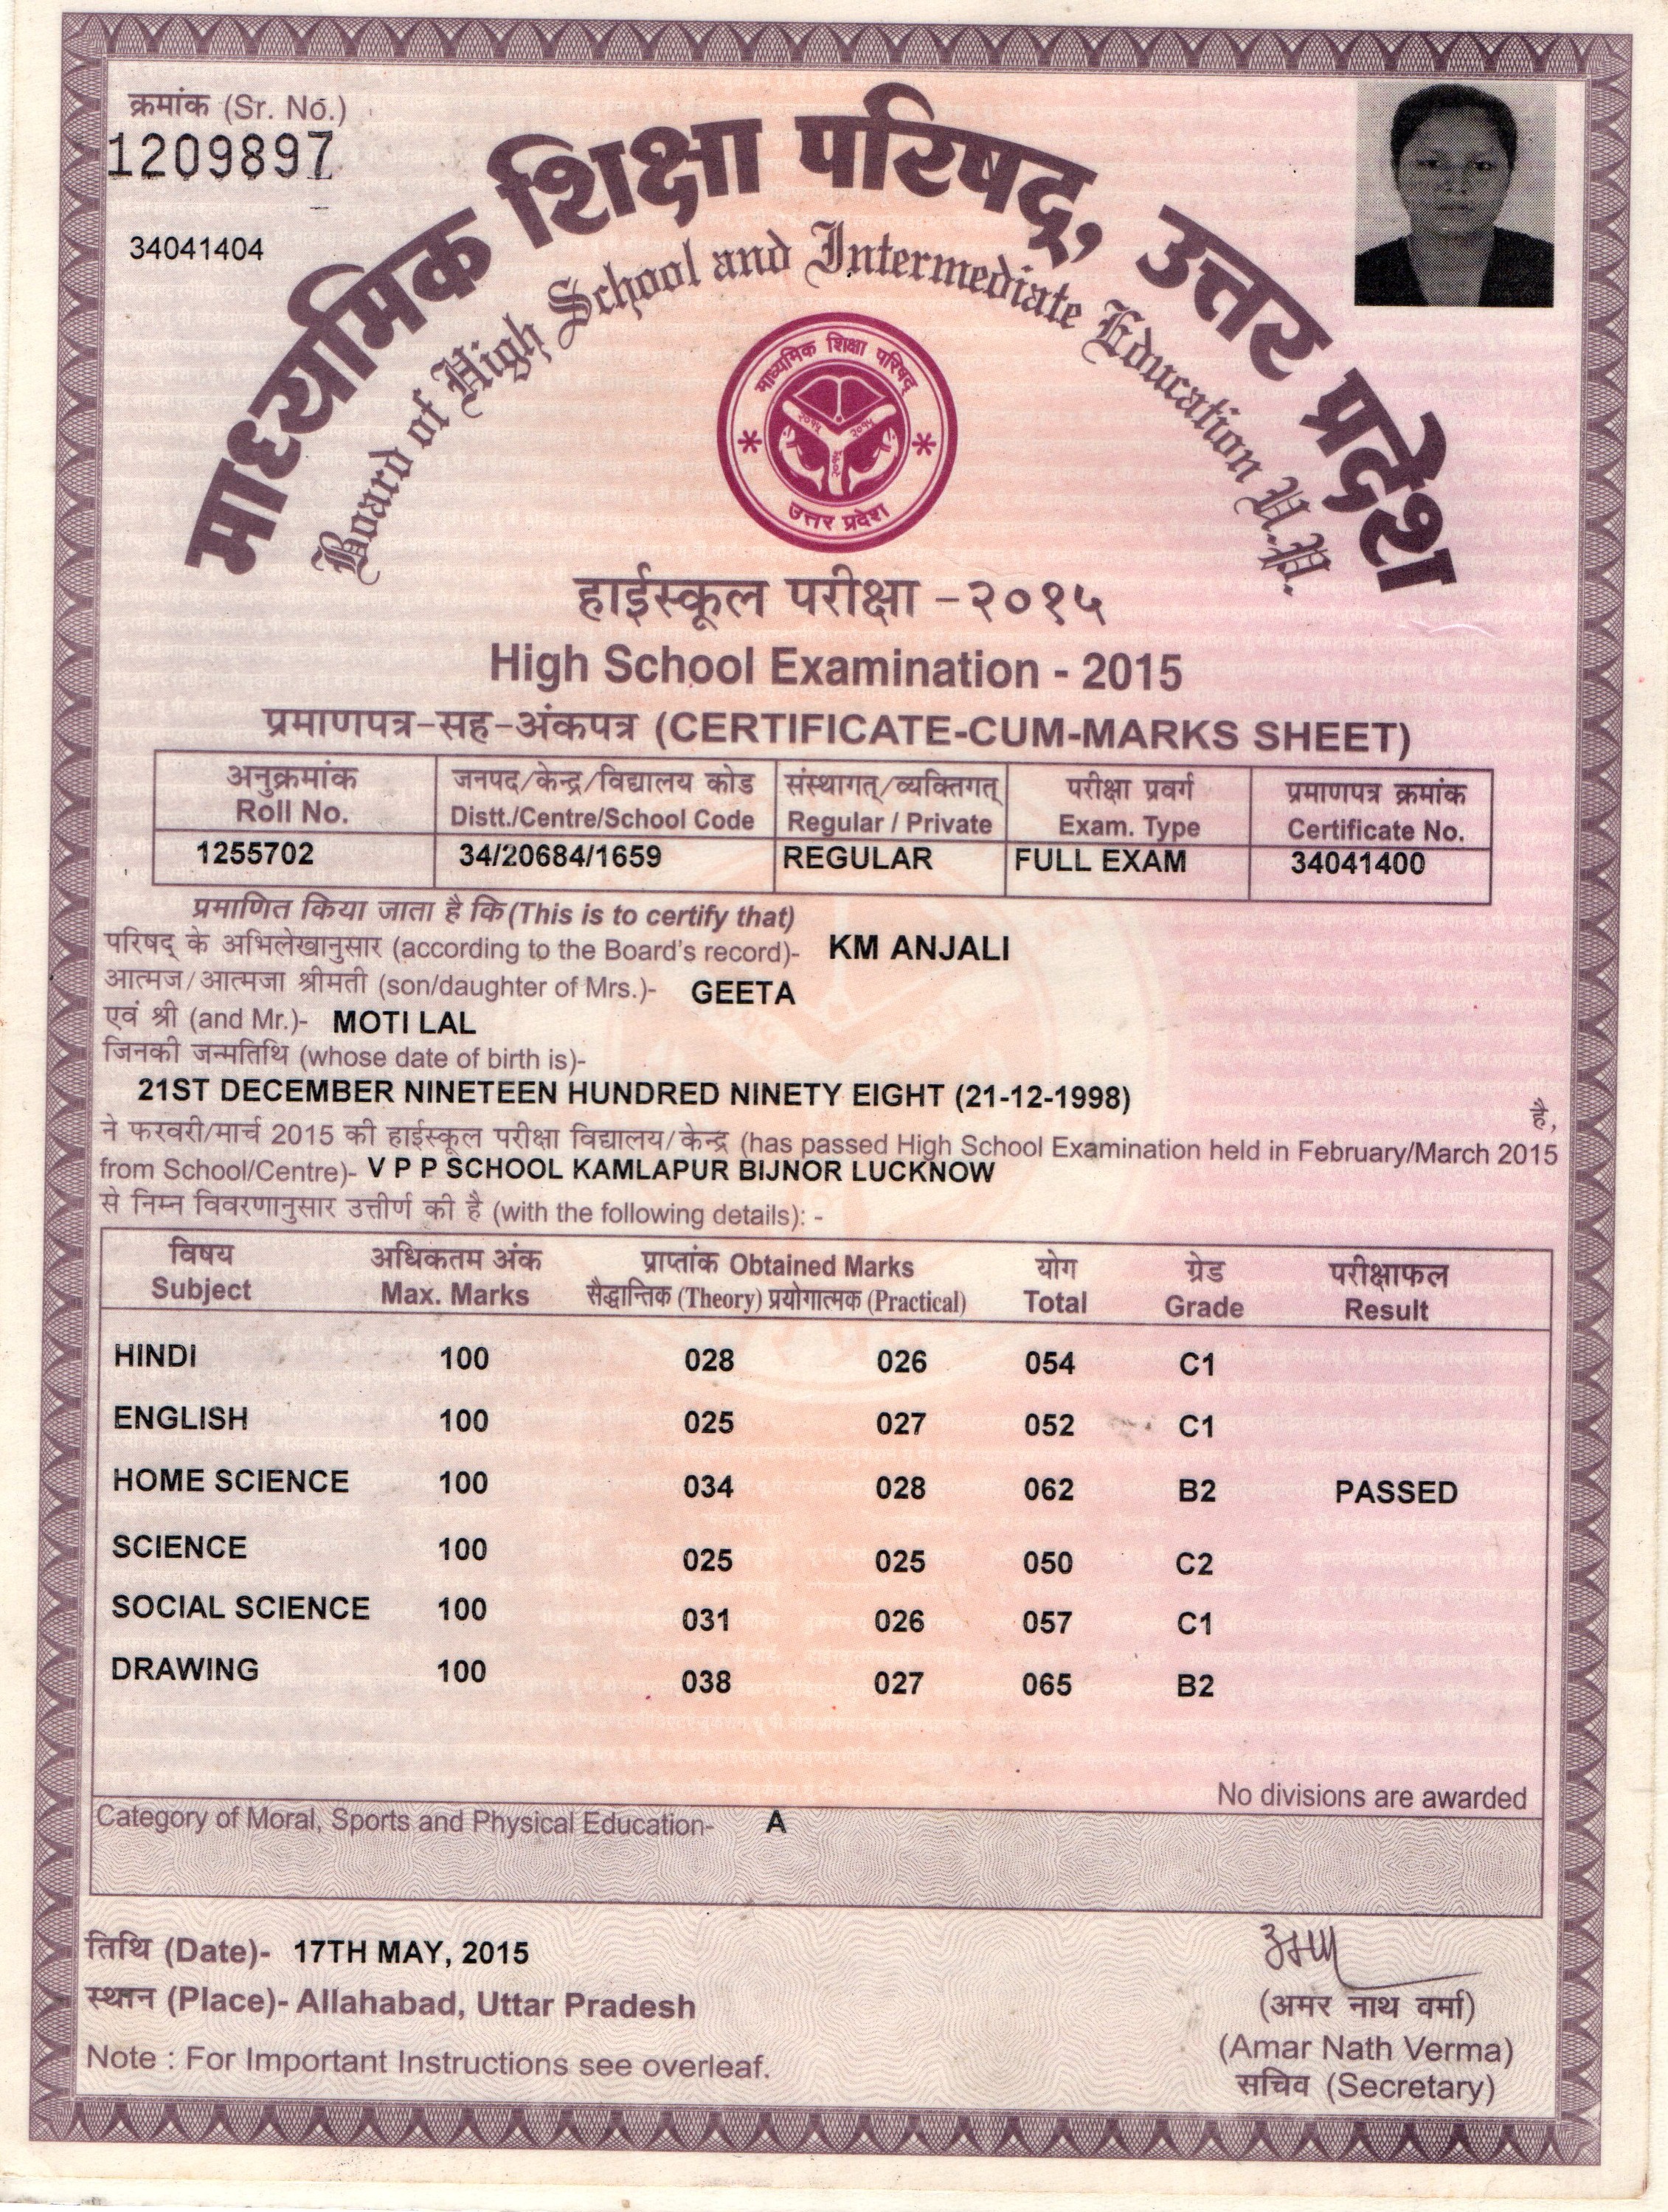 क्रमांक (Sr. No.)
1209897
34041404
माध्यमिक शिक्षा परिषद्, उत्तर प्रदेश
Board of High School and Intermediate Education U.P.
माध्यमिक शिक्षा परिषद्
२०१५ २०१५
२०१५
उत्तर प्रदेश
हाईस्कूल परीक्षा -२०१५
High School Examination - 2015
प्रमाणपत्र-सह-अंकपत्र (CERTIFICATE-CUM-MARKS SHEET)
अनुक्रमांक जनपद/केन्द्र/विद्यालय कोड संस्थागत्/व्यक्तिगत् परीक्षा प्रवर्ग प्रमाणपत्र क्रमांक
Roll No. Distt./Centre/School Code Regular / Private Exam. Type Certificate No.
1255702 34/20684/1659 REGULAR FULL EXAM 34041400
प्रमाणित किया जाता है कि (This is to certify that)
परिषद् के अभिलेखानुसार (according to the Board's record)- KM ANJALI
आत्मज/आत्मजा श्रीमती (son/daughter of Mrs.)- GEETA
एवं श्री (and Mr.)- MOTI LAL
जिनकी जन्मतिथि (whose date of birth is)-
21ST DECEMBER NINETEEN HUNDRED NINETY EIGHT (21-12-1998) है,
ने फरवरी/मार्च 2015 की हाईस्कूल परीक्षा विद्यालय/केन्द्र (has passed High School Examination held in February/March 2015
from School/Centre)- V P P SCHOOL KAMLAPUR BIJNOR LUCKNOW
से निम्न विवरणानुसार उत्तीर्ण की है (with the following details): -
विषय अधिकतम अंक प्राप्तांक Obtained Marks योग ग्रेड परीक्षाफल
Subject Max. Marks सैद्धान्तिक (Theory) प्रयोगात्मक (Practical) Total Grade Result
HINDI 100 028 026 054 C1
ENGLISH 100 025 027 052 C1
HOME SCIENCE 100 034 028 062 B2 PASSED
SCIENCE 100 025 025 050 C2
SOCIAL SCIENCE 100 031 026 057 C1
DRAWING 100 038 027 065 B2
No divisions are awarded
Category of Moral, Sports and Physical Education- A
तिथि (Date)- 17TH MAY, 2015
स्थान (Place)- Allahabad, Uttar Pradesh
(अमर नाथ वर्मा)
(Amar Nath Verma)
Note : For Important Instructions see overleaf.
सचिव (Secretary)